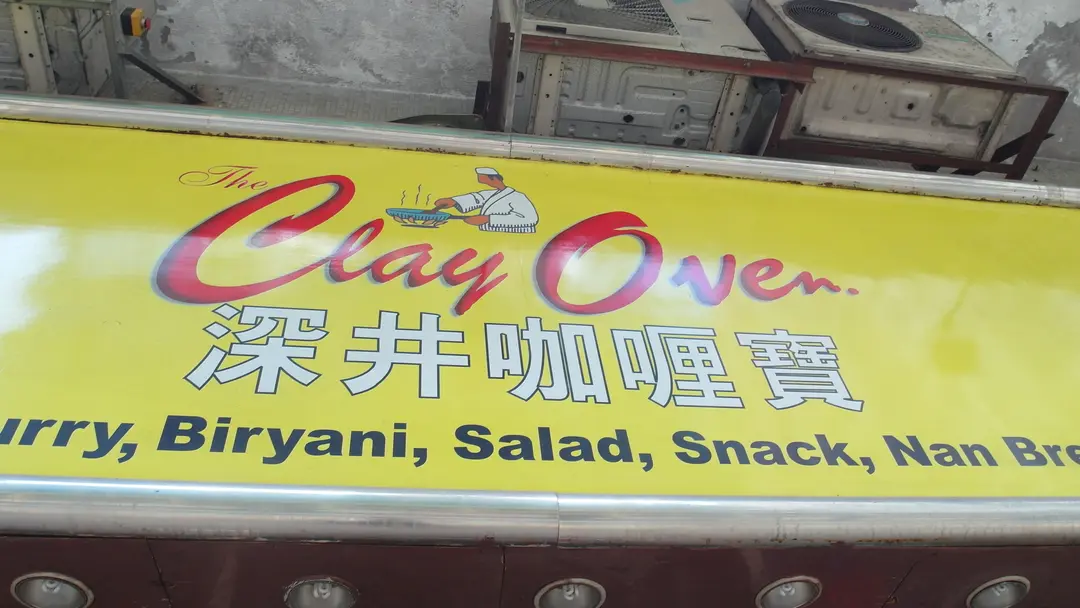 The
Clay Oven.
深井咖喱寶
urry, Biryani, Salad, Snack, Nan Bre